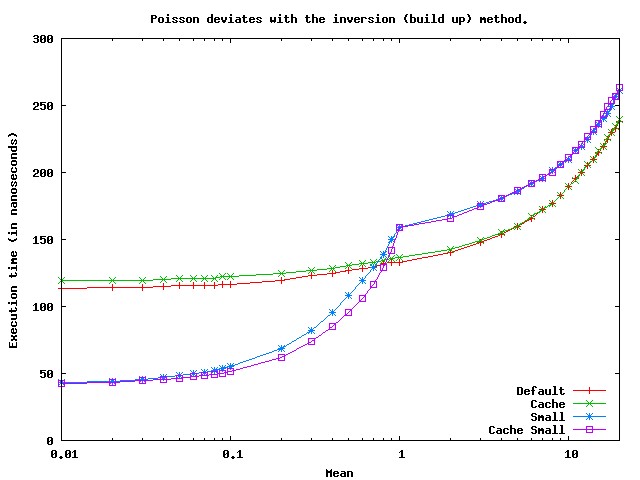 Poisson deviates with the inversion (build up) method.
300
250
200
150
100
50
0
Execution time (in nanoseconds)
0.01
0.1
1
10
Mean
Default
Cache
Small
Cache Small